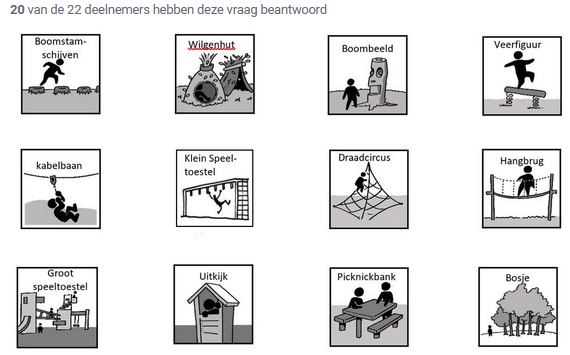 20 van de 22 deelnemers hebben deze vraag beantwoord
Boomstam-
schijven
Wilgenhut
Boombeeld
Veerfiguur
kabelbaan
Klein Speel-
toestel
Draadcircus
Hangbrug
Groot
speeltoestel
Uitkijk
Picknickbank
Bosje